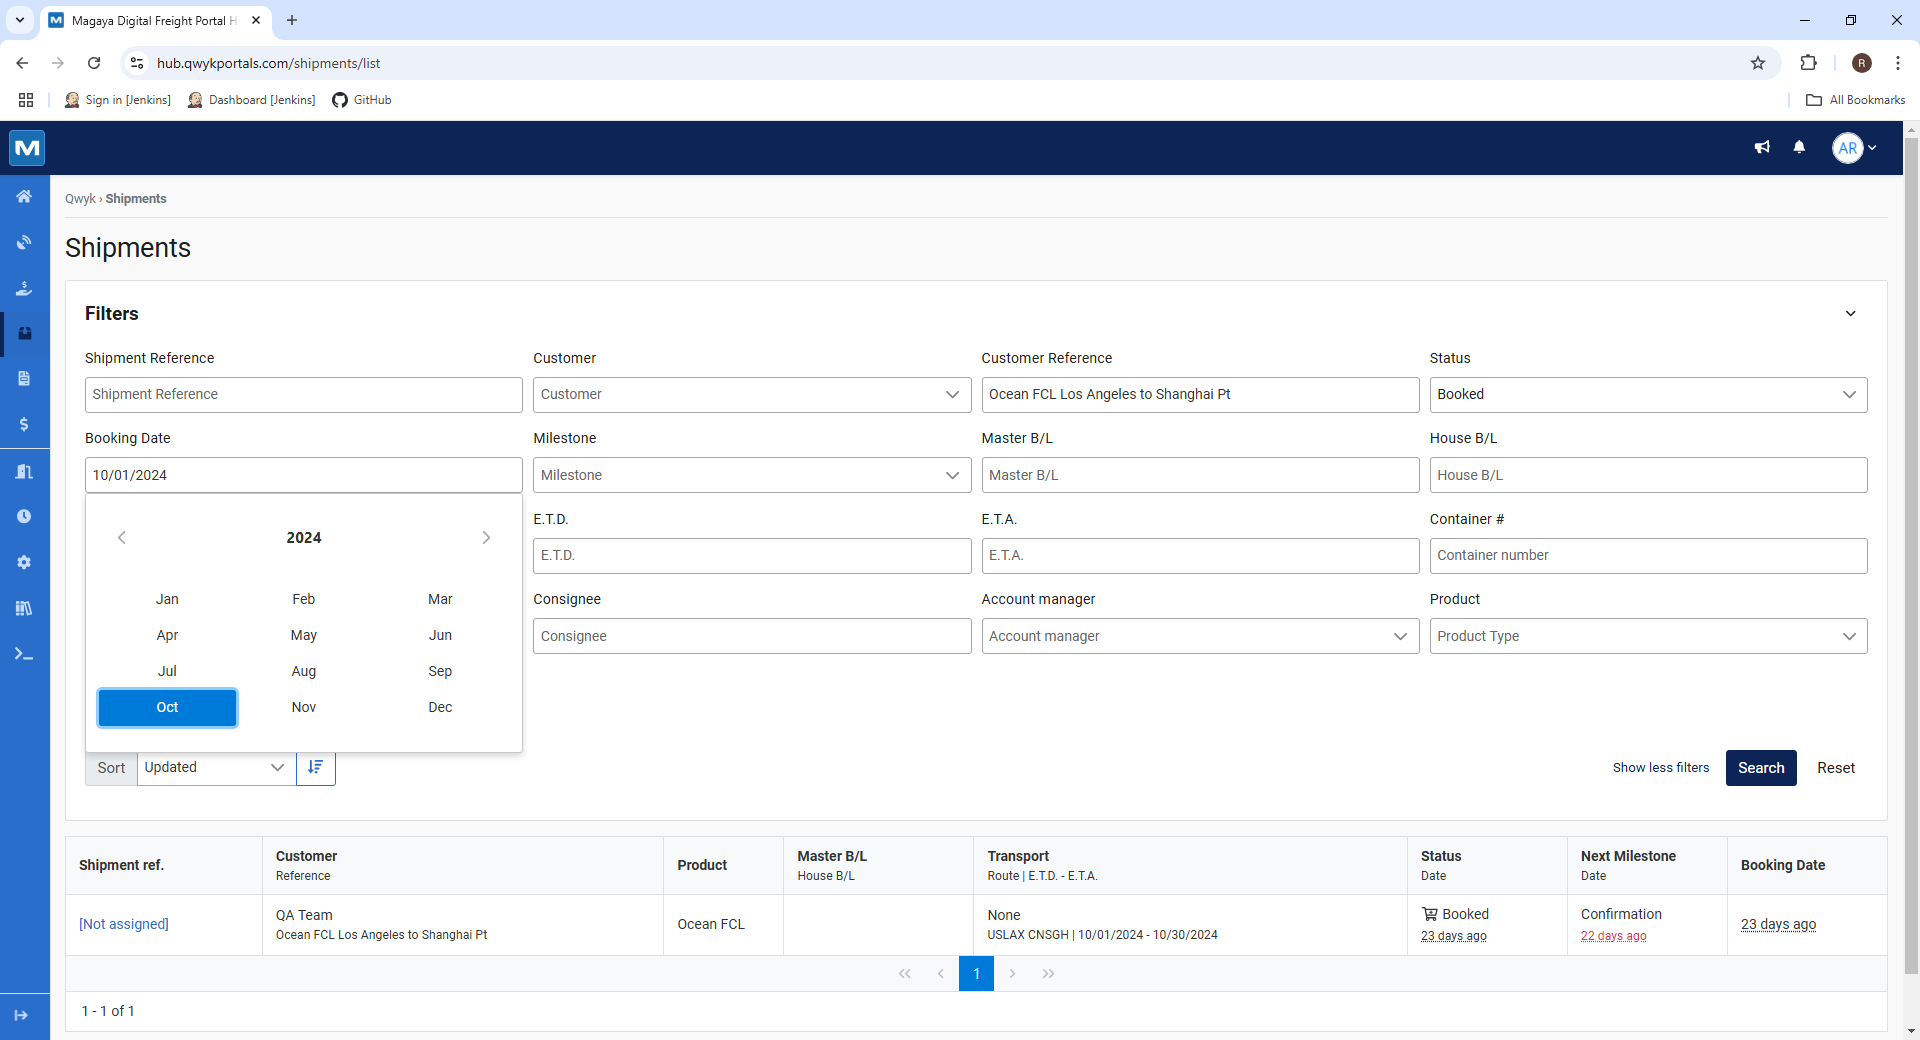 Magaya Digital Freight Portal H
hub.qwykportals.com/shipments/list
R
Sign in [Jenkins]
Dashboard [Jenkins]
GitHub
All Bookmarks
M
AR
Qwyk › Shipments
Shipments
Filters
Shipment Reference
Customer
Customer Reference
Status
Shipment Reference
Customer
Ocean FCL Los Angeles to Shanghai Pt
Booked
Booking Date
Milestone
Master B/L
House B/L
10/01/2024
Milestone
Master B/L
House B/L
2024
E.T.D.
E.T.A.
Container #
E.T.D.
E.T.A.
Container number
Jan Feb Mar
Consignee
Account manager
Product
Apr May Jun
Consignee
Account manager
Product Type
Jul Aug Sep
Oct Nov Dec
Sort
Updated
Show less filters
Search
Reset
Shipment ref.
Customer
Reference
Product
Master B/L
House B/L
Transport
Route | E.T.D. - E.T.A.
Status
Date
Next Milestone
Date
Booking Date
[Not assigned]
QA Team
Ocean FCL Los Angeles to Shanghai Pt
Ocean FCL
None
USLAX CNSGH | 10/01/2024 - 10/30/2024
Booked
23 days ago
Confirmation
22 days ago
23 days ago
1
1 - 1 of 1